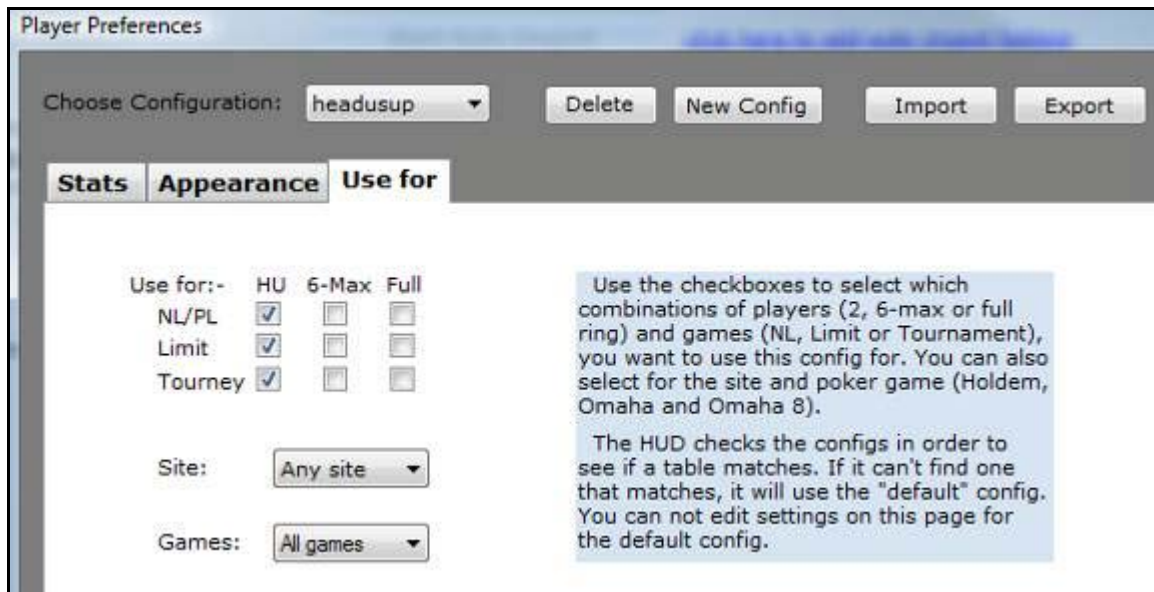 Player Preferences
Choose Configuration: headusup Delete New Config Import Export
Stats Appearance Use for
Use for:- HU 6-Max Full
NL/PL
Limit
Tourney
Site: Any site
Games: All games
Use the checkboxes to select which
combinations of players (2, 6-max or full
ring) and games (NL, Limit or Tournament),
you want to use this config for. You can also
select for the site and poker game (Holdem,
Omaha and Omaha 8).
The HUD checks the configs in order to
see if a table matches. If it can't find one
that matches, it will use the "default" config.
You can not edit settings on this page for
the default config.